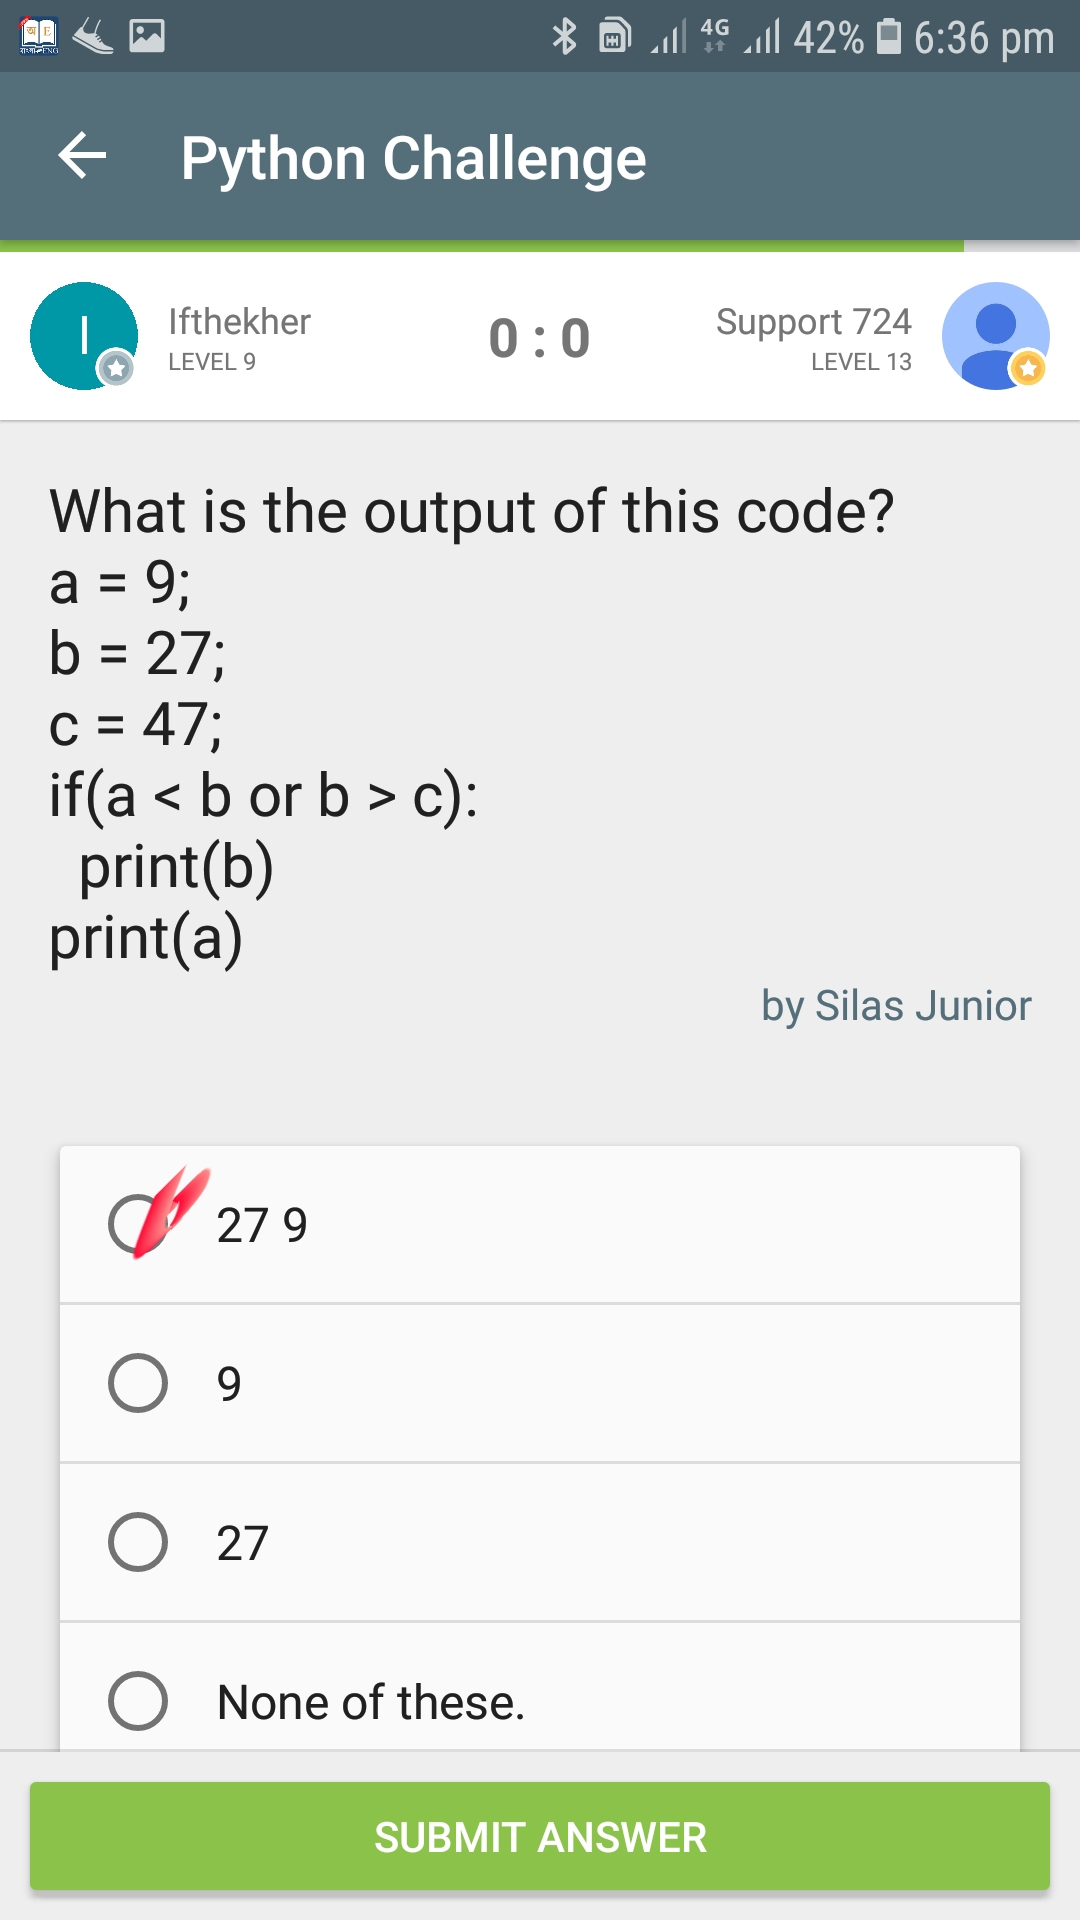 4G 42% 6:36 pm
Python Challenge
I Ifthekher 0 : 0 Support 724
LEVEL 9 LEVEL 13
What is the output of this code?
a = 9;
b = 27;
c = 47;
if(a < b or b > c):
  print(b)
print(a)
by Silas Junior
27 9
9
27
None of these.
SUBMIT ANSWER